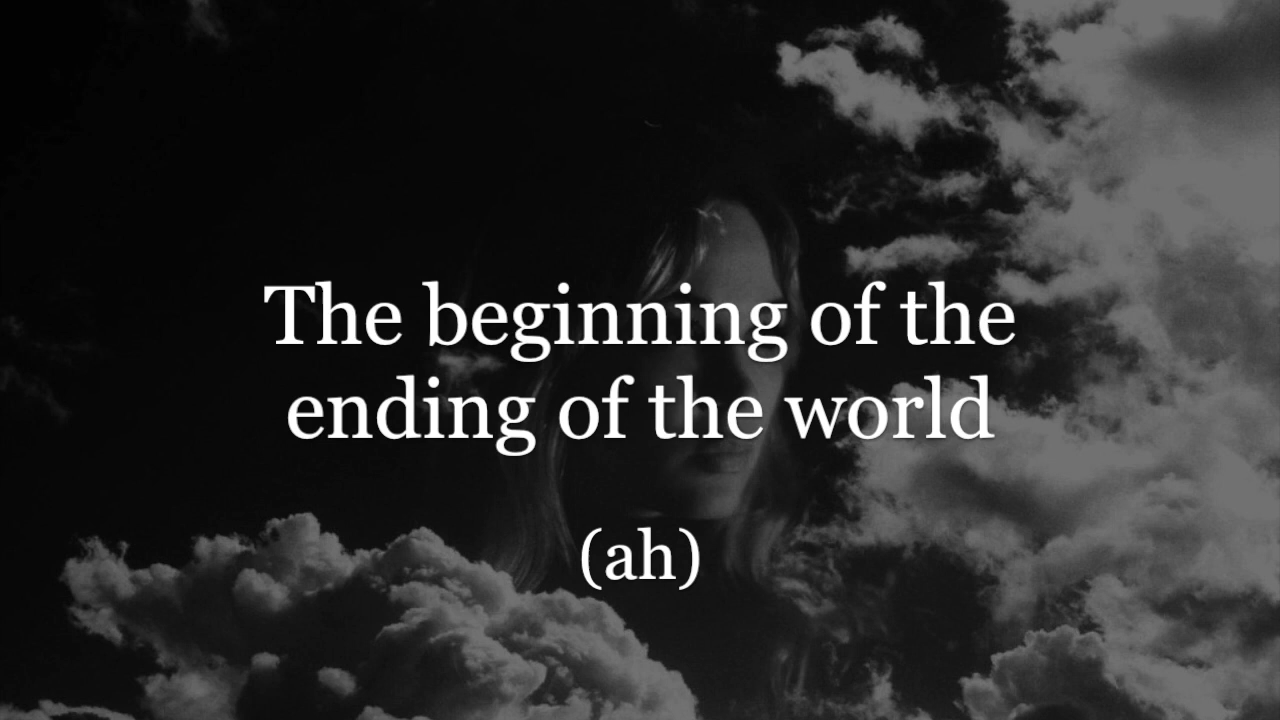 The beginning of the
ending of the world
(ah)